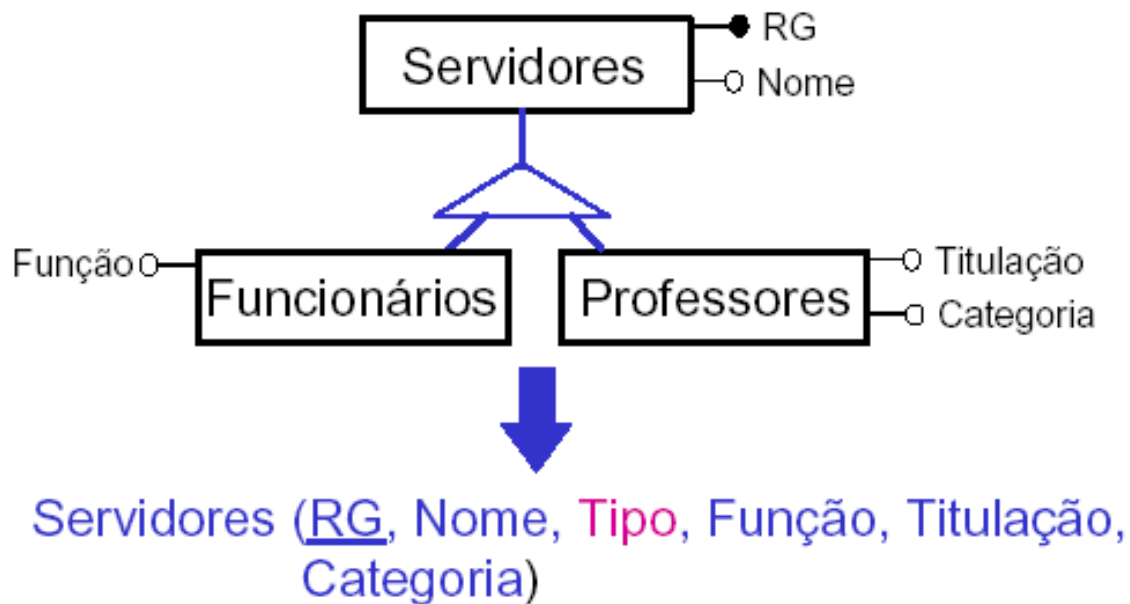 Servidores
RG
Nome
Função
Funcionários
Professores
Titulação
Categoria
Servidores (RG, Nome, Tipo, Função, Titulação,
Categoria)